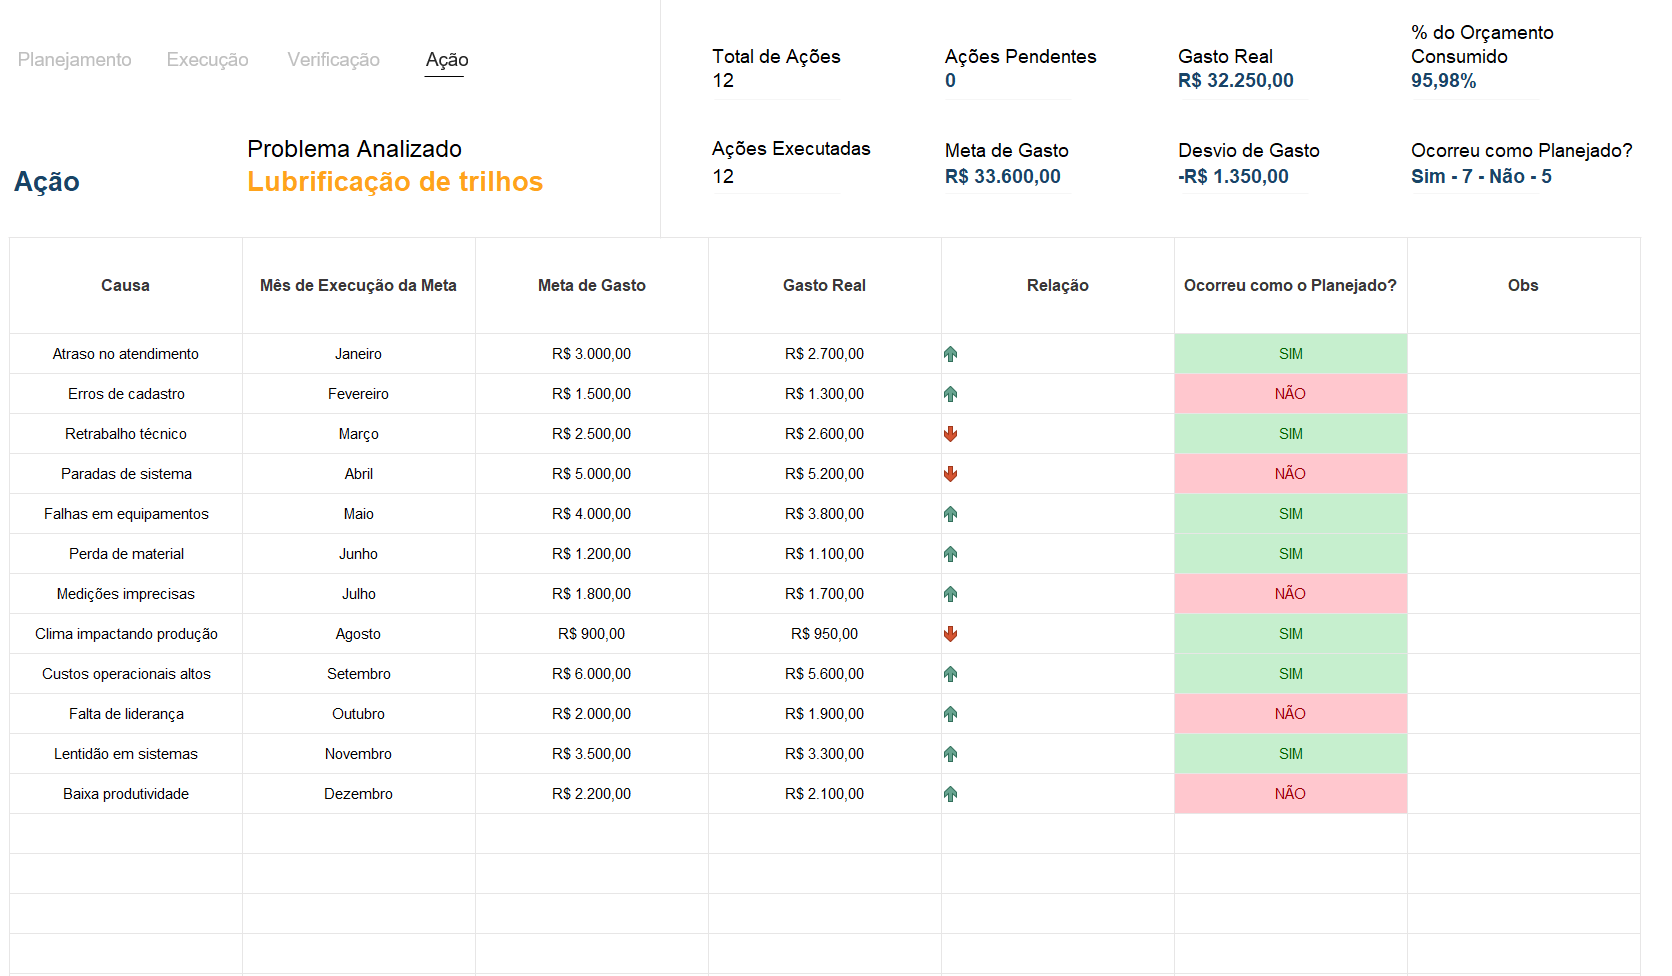 Planejamento Execução Verificação Ação
Total de Ações
12
Ações Pendentes
0
Gasto Real
R$ 32.250,00
% do Orçamento
Consumido
95,98%
Ação
Problema Analizado
Lubrificação de trilhos
Ações Executadas
12
Meta de Gasto
R$ 33.600,00
Desvio de Gasto
-R$ 1.350,00
Ocorreu como Planejado?
Sim - 7 - Não - 5
Causa Mês de Execução da Meta Meta de Gasto Gasto Real Relação Ocorreu como o Planejado? Obs
Atraso no atendimento Janeiro R$ 3.000,00 R$ 2.700,00 SIM
Erros de cadastro Fevereiro R$ 1.500,00 R$ 1.300,00 NÃO
Retrabalho técnico Março R$ 2.500,00 R$ 2.600,00 SIM
Paradas de sistema Abril R$ 5.000,00 R$ 5.200,00 NÃO
Falhas em equipamentos Maio R$ 4.000,00 R$ 3.800,00 SIM
Perda de material Junho R$ 1.200,00 R$ 1.100,00 SIM
Medições imprecisas Julho R$ 1.800,00 R$ 1.700,00 NÃO
Clima impactando produção Agosto R$ 900,00 R$ 950,00 SIM
Custos operacionais altos Setembro R$ 6.000,00 R$ 5.600,00 SIM
Falta de liderança Outubro R$ 2.000,00 R$ 1.900,00 NÃO
Lentidão em sistemas Novembro R$ 3.500,00 R$ 3.300,00 SIM
Baixa produtividade Dezembro R$ 2.200,00 R$ 2.100,00 NÃO